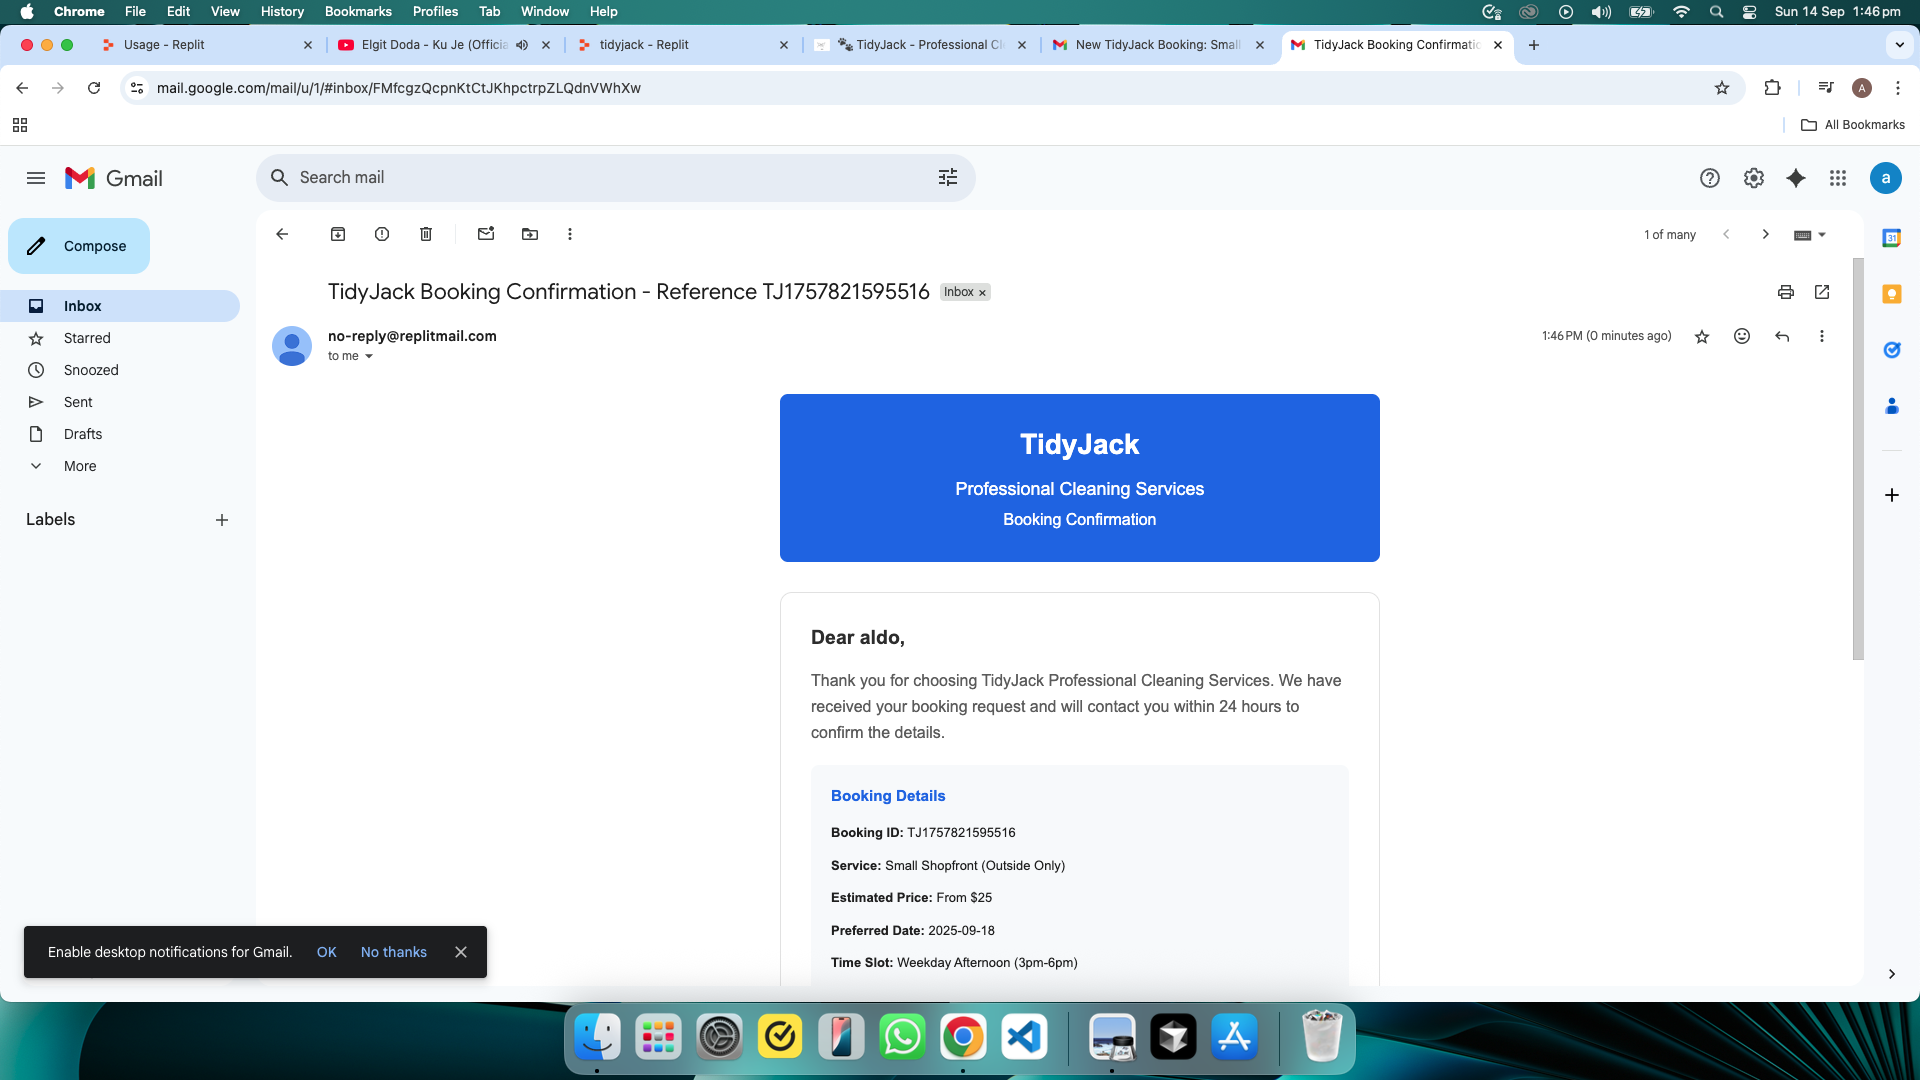 Chrome File Edit View History Bookmarks Profiles Tab Window Help Sun 14 Sep 1:46 pm
Usage - Replit
Elgit Doda - Ku Je (Officia
tidyjack - Replit
TidyJack - Professional Cl
New TidyJack Booking: Small
TidyJack Booking Confirmatio
mail.google.com/mail/u/1/#inbox/FMfcgzQcpnKtCtJKhpctrpZLQdnVWhXw
A
All Bookmarks
Gmail
Search mail
a
Compose
1 of many
31
Inbox
Starred
Snoozed
Sent
Drafts
More
Labels
TidyJack Booking Confirmation - Reference TJ1757821595516 Inbox
no-reply@replitmail.com
to me
1:46 PM (0 minutes ago)
TidyJack
Professional Cleaning Services
Booking Confirmation
Dear aldo,
Thank you for choosing TidyJack Professional Cleaning Services. We have
received your booking request and will contact you within 24 hours to
confirm the details.
Booking Details
Booking ID: TJ1757821595516
Service: Small Shopfront (Outside Only)
Estimated Price: From $25
Preferred Date: 2025-09-18
Time Slot: Weekday Afternoon (3pm-6pm)
Enable desktop notifications for Gmail. OK No thanks